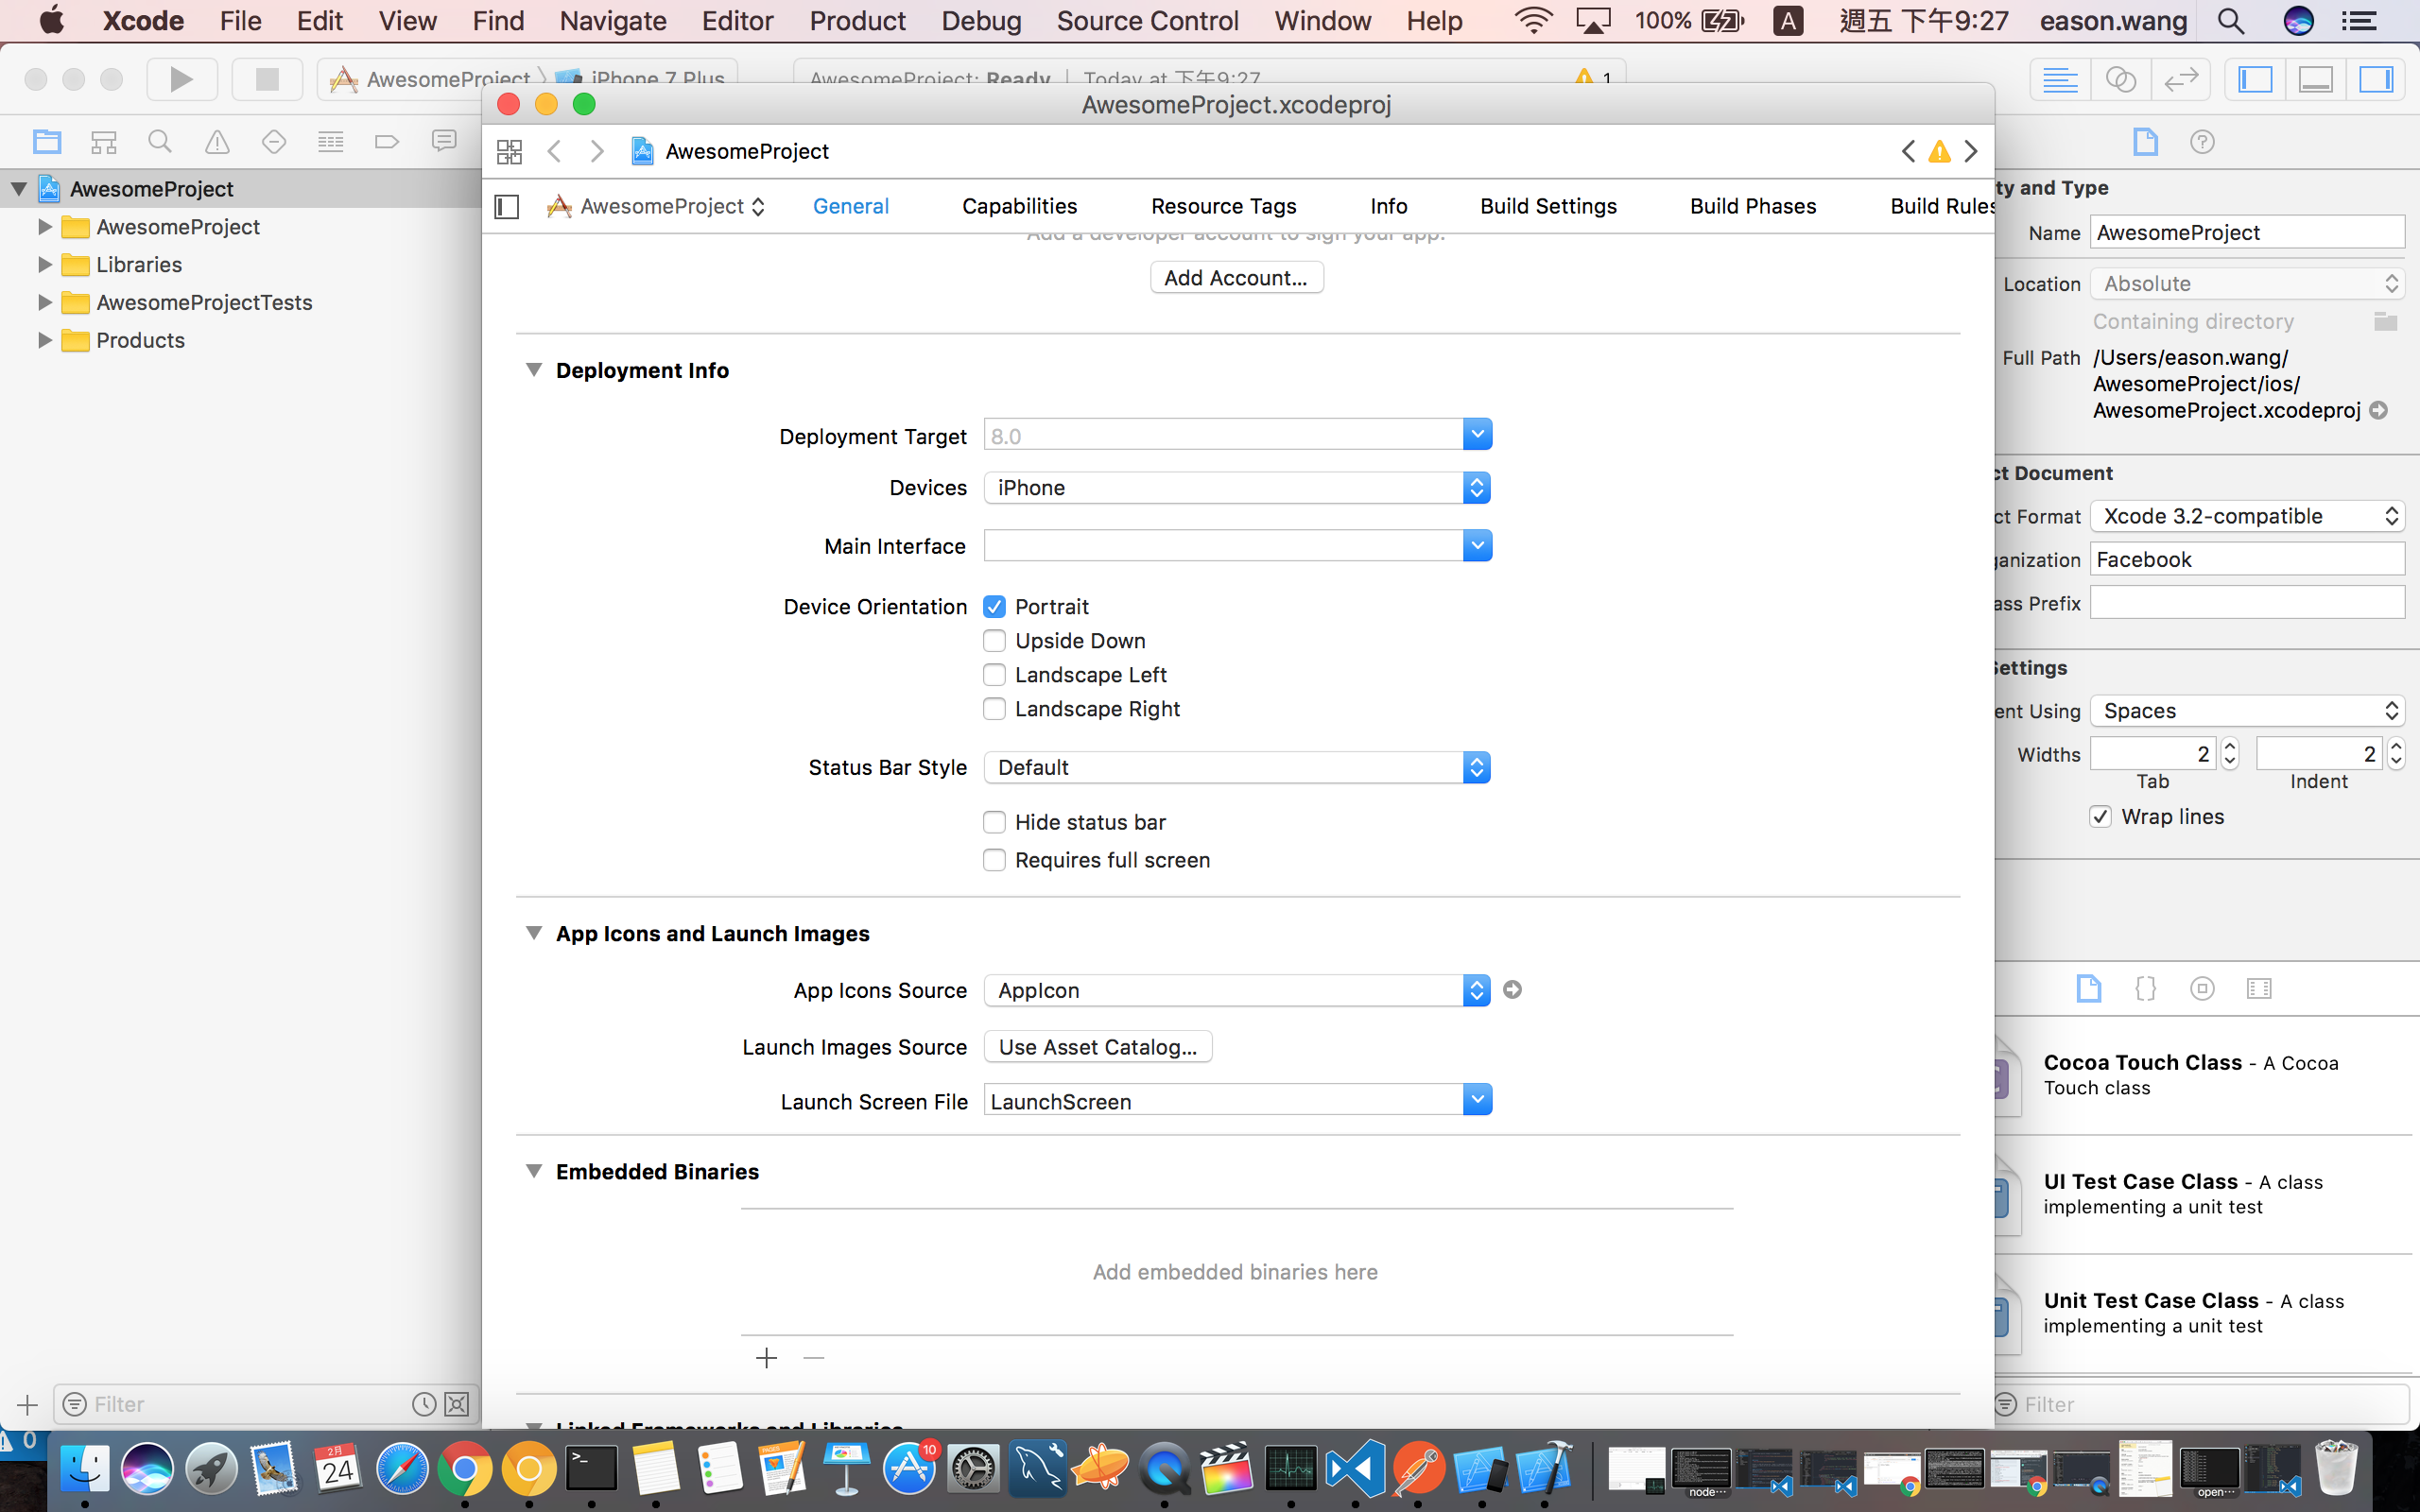 Xcode File Edit View Find Navigate Editor Product Debug Source Control Window Help 100% A 週五 下午9:27 eason.wang
AwesomeProject iPhone 7 Plus AwesomeProject: Ready Today at 下午9:27 1
AwesomeProject.xcodeproj
AwesomeProject
AwesomeProject General Capabilities Resource Tags Info Build Settings Build Phases Build Rules
AwesomeProject
AwesomeProject
Libraries
AwesomeProjectTests
Products
Filter
Add a developer account to sign your app.
Add Account...
Deployment Info
Deployment Target 8.0
Devices iPhone
Main Interface
Device Orientation Portrait
Upside Down
Landscape Left
Landscape Right
Status Bar Style Default
Hide status bar
Requires full screen
App Icons and Launch Images
App Icons Source AppIcon
Launch Images Source Use Asset Catalog...
Launch Screen File LaunchScreen
Embedded Binaries
Add embedded binaries here
Linked Frameworks and Libraries
ty and Type
Name AwesomeProject
Location Absolute
Containing directory
Full Path /Users/eason.wang/
AwesomeProject/ios/
AwesomeProject.xcodeproj
ct Document
ct Format Xcode 3.2-compatible
ganization Facebook
ass Prefix
Settings
ent Using Spaces
Widths 2 2
Tab Indent
Wrap lines
Cocoa Touch Class - A Cocoa
Touch class
UI Test Case Class - A class
implementing a unit test
Unit Test Case Class - A class
implementing a unit test
Filter
0
2月
24
PAGES
10
node···
open···